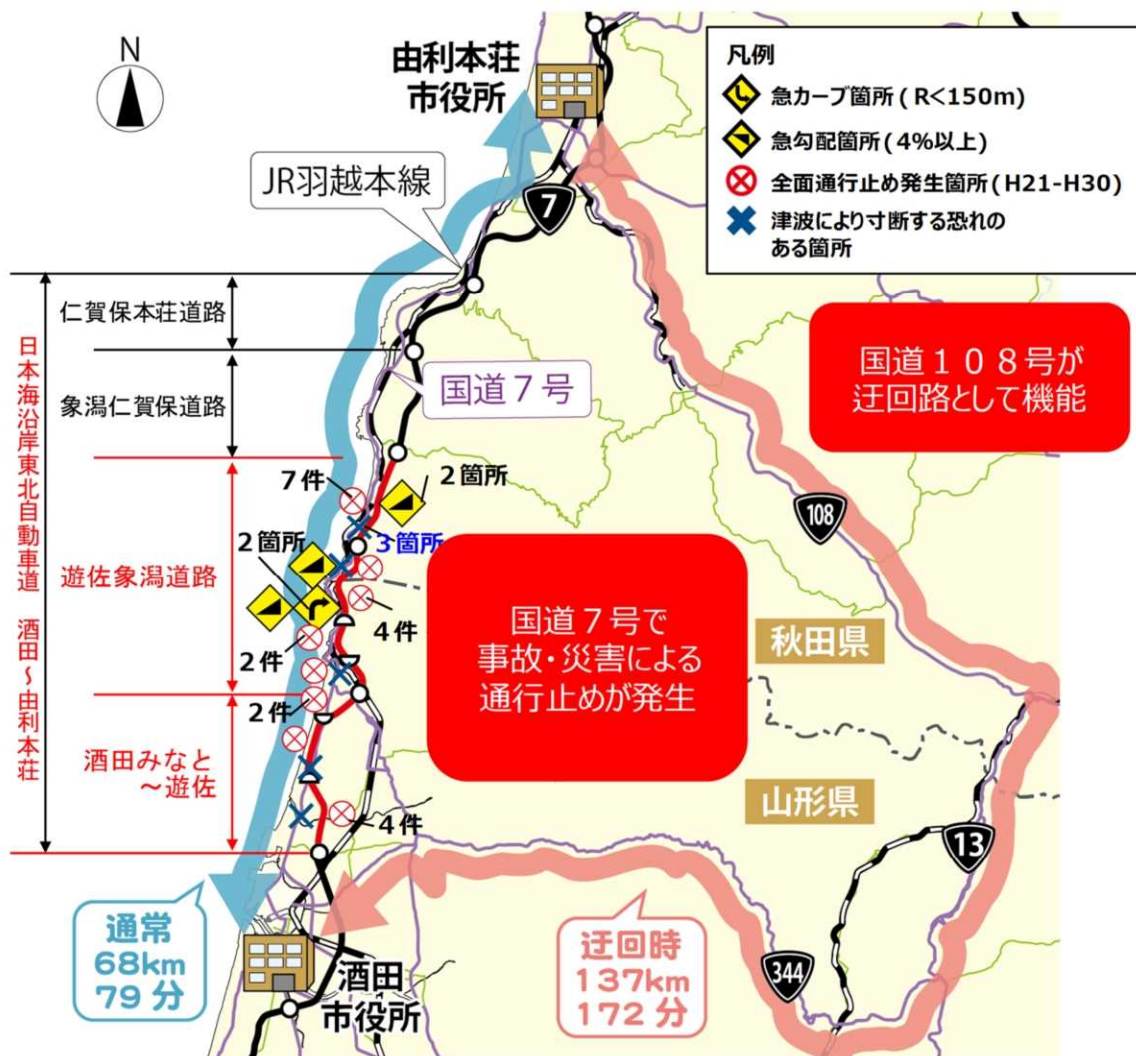 N
由利本荘
市役所
凡例
急カーブ箇所(R<150m)
急勾配箇所(4%以上)
全面通行止め発生箇所(H21-H30)
津波により寸断する恐れの
ある箇所
JR羽越本線
7
仁賀保本荘道路
象潟仁賀保道路
国道7号
国道108号が
迂回路として機能
日本海沿岸東北自動車道 酒田～由利本荘
7件
2箇所
3箇所
2箇所
遊佐象潟道路
4件
2件
2件
108
国道7号で
事故・災害による
通行止めが発生
秋田県
酒田みなと
～遊佐
4件
山形県
13
通常
68km
79分
酒田
市役所
迂回時
137km
172分
344